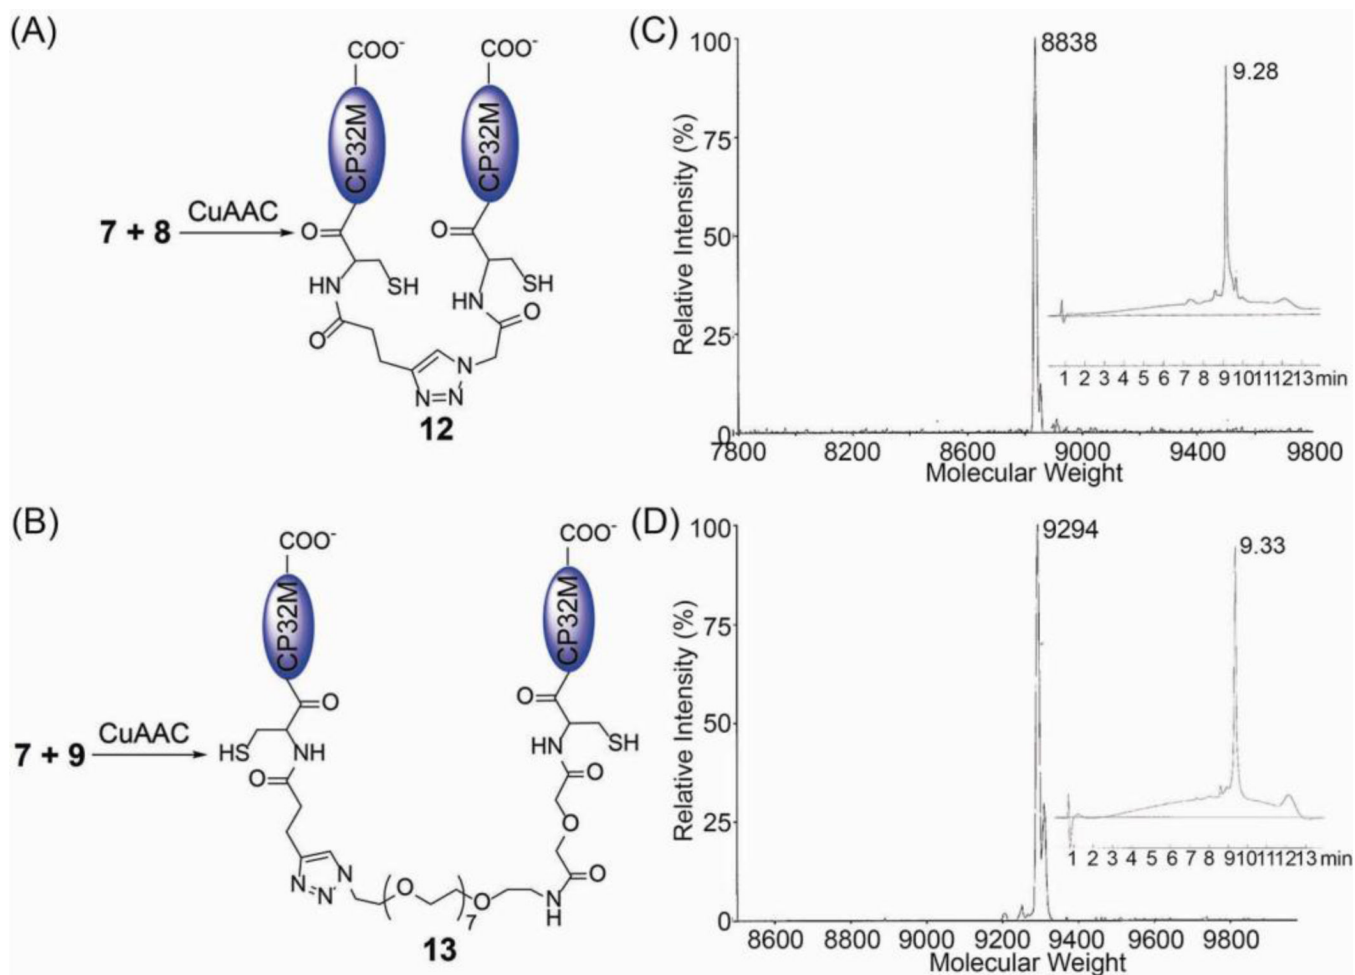 (A)
COO⁻ COO⁻
CP32M CP32M
7 + 8 CuAAC
O O
HN SH HN SH
O O
N
N=N
12
(C)
100 8838 9.28
75
50
25
0
Relative Intensity (%)
1 2 3 4 5 6 7 8 9 10 11 12 13 min
7800 8200 8600 9000 9400 9800
Molecular Weight
(B)
COO⁻ COO⁻
CP32M CP32M
O O
7 + 9 CuAAC
HS NH HN SH
O O
O
N N=N O O 7 N H O
13
(D)
100 9294 9.33
75
50
25
0
Relative Intensity (%)
1 2 3 4 5 6 7 8 9 10 11 12 13 min
8600 8800 9000 9200 9400 9600 9800
Molecular Weight